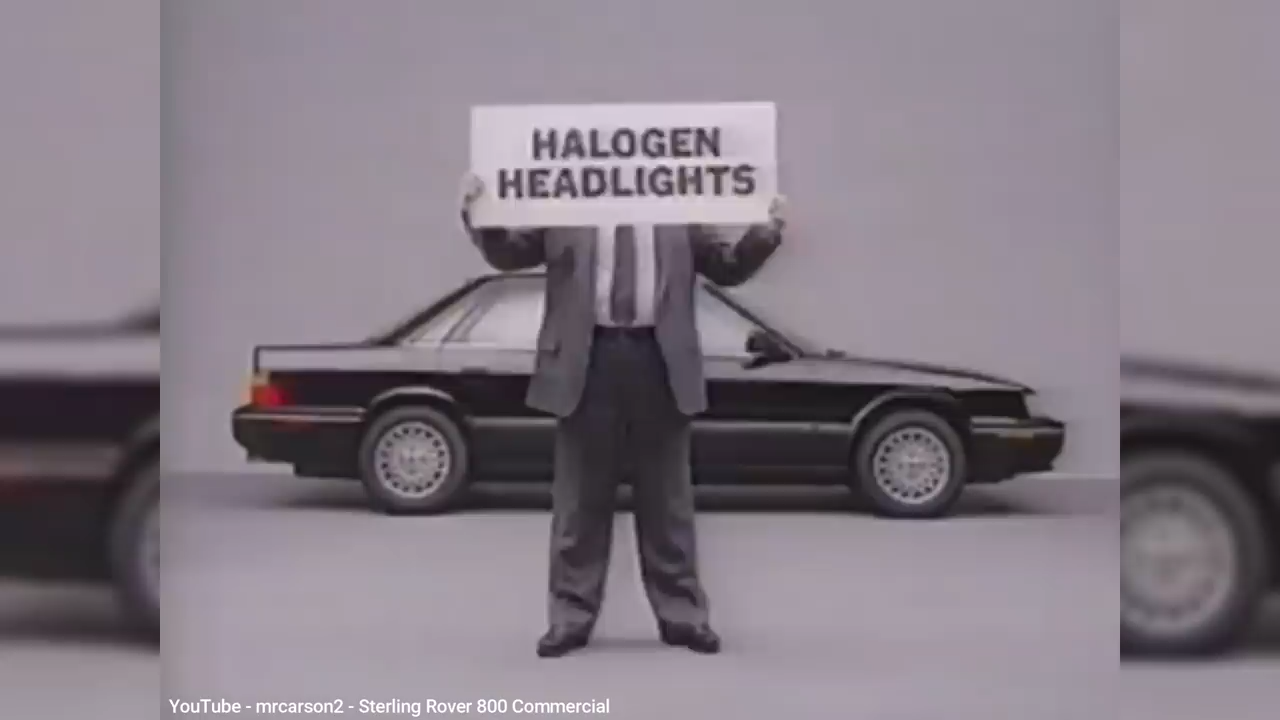 HALOGEN
HEADLIGHTS
YouTube - mrcarson2 - Sterling Rover 800 Commercial